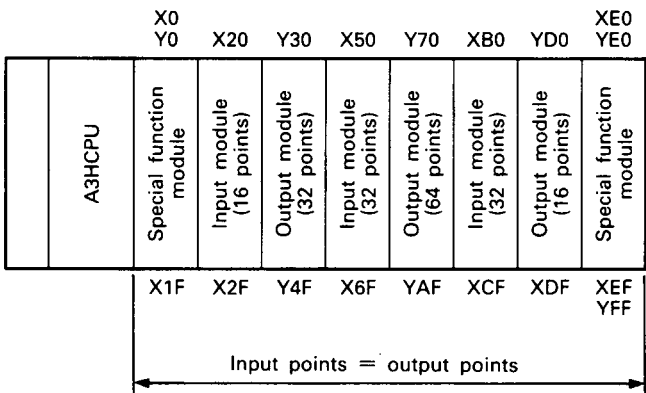 X0 XE0
Y0 X20 Y30 X50 Y70 XB0 YD0 YE0
A3HCPU
Special function
module
Input module
(16 points)
Output module
(32 points)
Input module
(32 points)
Output module
(64 points)
Input module
(32 points)
Output module
(16 points)
Special function
module
X1F X2F Y4F X6F YAF XCF XDF XEF
YFF
Input points = output points